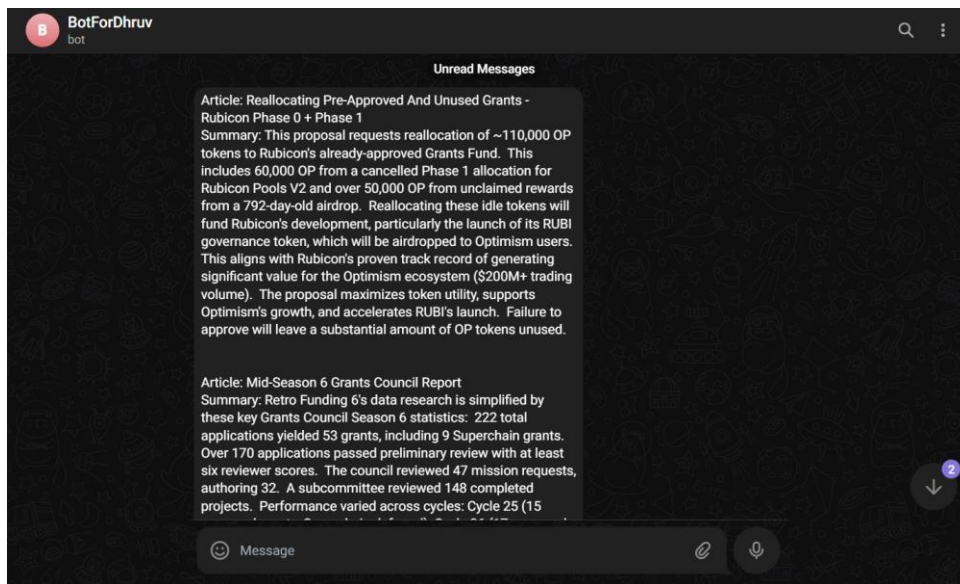 B
BotForDhruv
bot
Unread Messages
Article: Reallocating Pre-Approved And Unused Grants -
Rubicon Phase 0 + Phase 1
Summary: This proposal requests reallocation of ~110,000 OP
tokens to Rubicon's already-approved Grants Fund.  This
includes 60,000 OP from a cancelled Phase 1 allocation for
Rubicon Pools V2 and over 50,000 OP from unclaimed rewards
from a 792-day-old airdrop.  Reallocating these idle tokens will
fund Rubicon's development, particularly the launch of its RUBI
governance token, which will be airdropped to Optimism users.
This aligns with Rubicon's proven track record of generating
significant value for the Optimism ecosystem ($200M+ trading
volume).  The proposal maximizes token utility, supports
Optimism's growth, and accelerates RUBI's launch.  Failure to
approve will leave a substantial amount of OP tokens unused.
Article: Mid-Season 6 Grants Council Report
Summary: Retro Funding 6's data research is simplified by
these key Grants Council Season 6 statistics:  222 total
applications yielded 53 grants, including 9 Superchain grants.
Over 170 applications passed preliminary review with at least
six reviewer scores.  The council reviewed 47 mission requests,
authoring 32.  A subcommittee reviewed 148 completed
projects.  Performance varied across cycles: Cycle 25 (15
2
Message